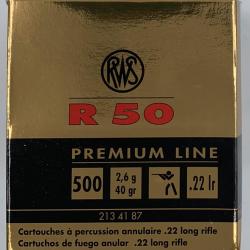 RWS
R 50
PREMIUM LINE
500
2,6 g
40 gr
.22 lr
213 41 87
Cartouches à percussion annulaire .22 long rifle
Cartuchos de fuego anular .22 long rifle